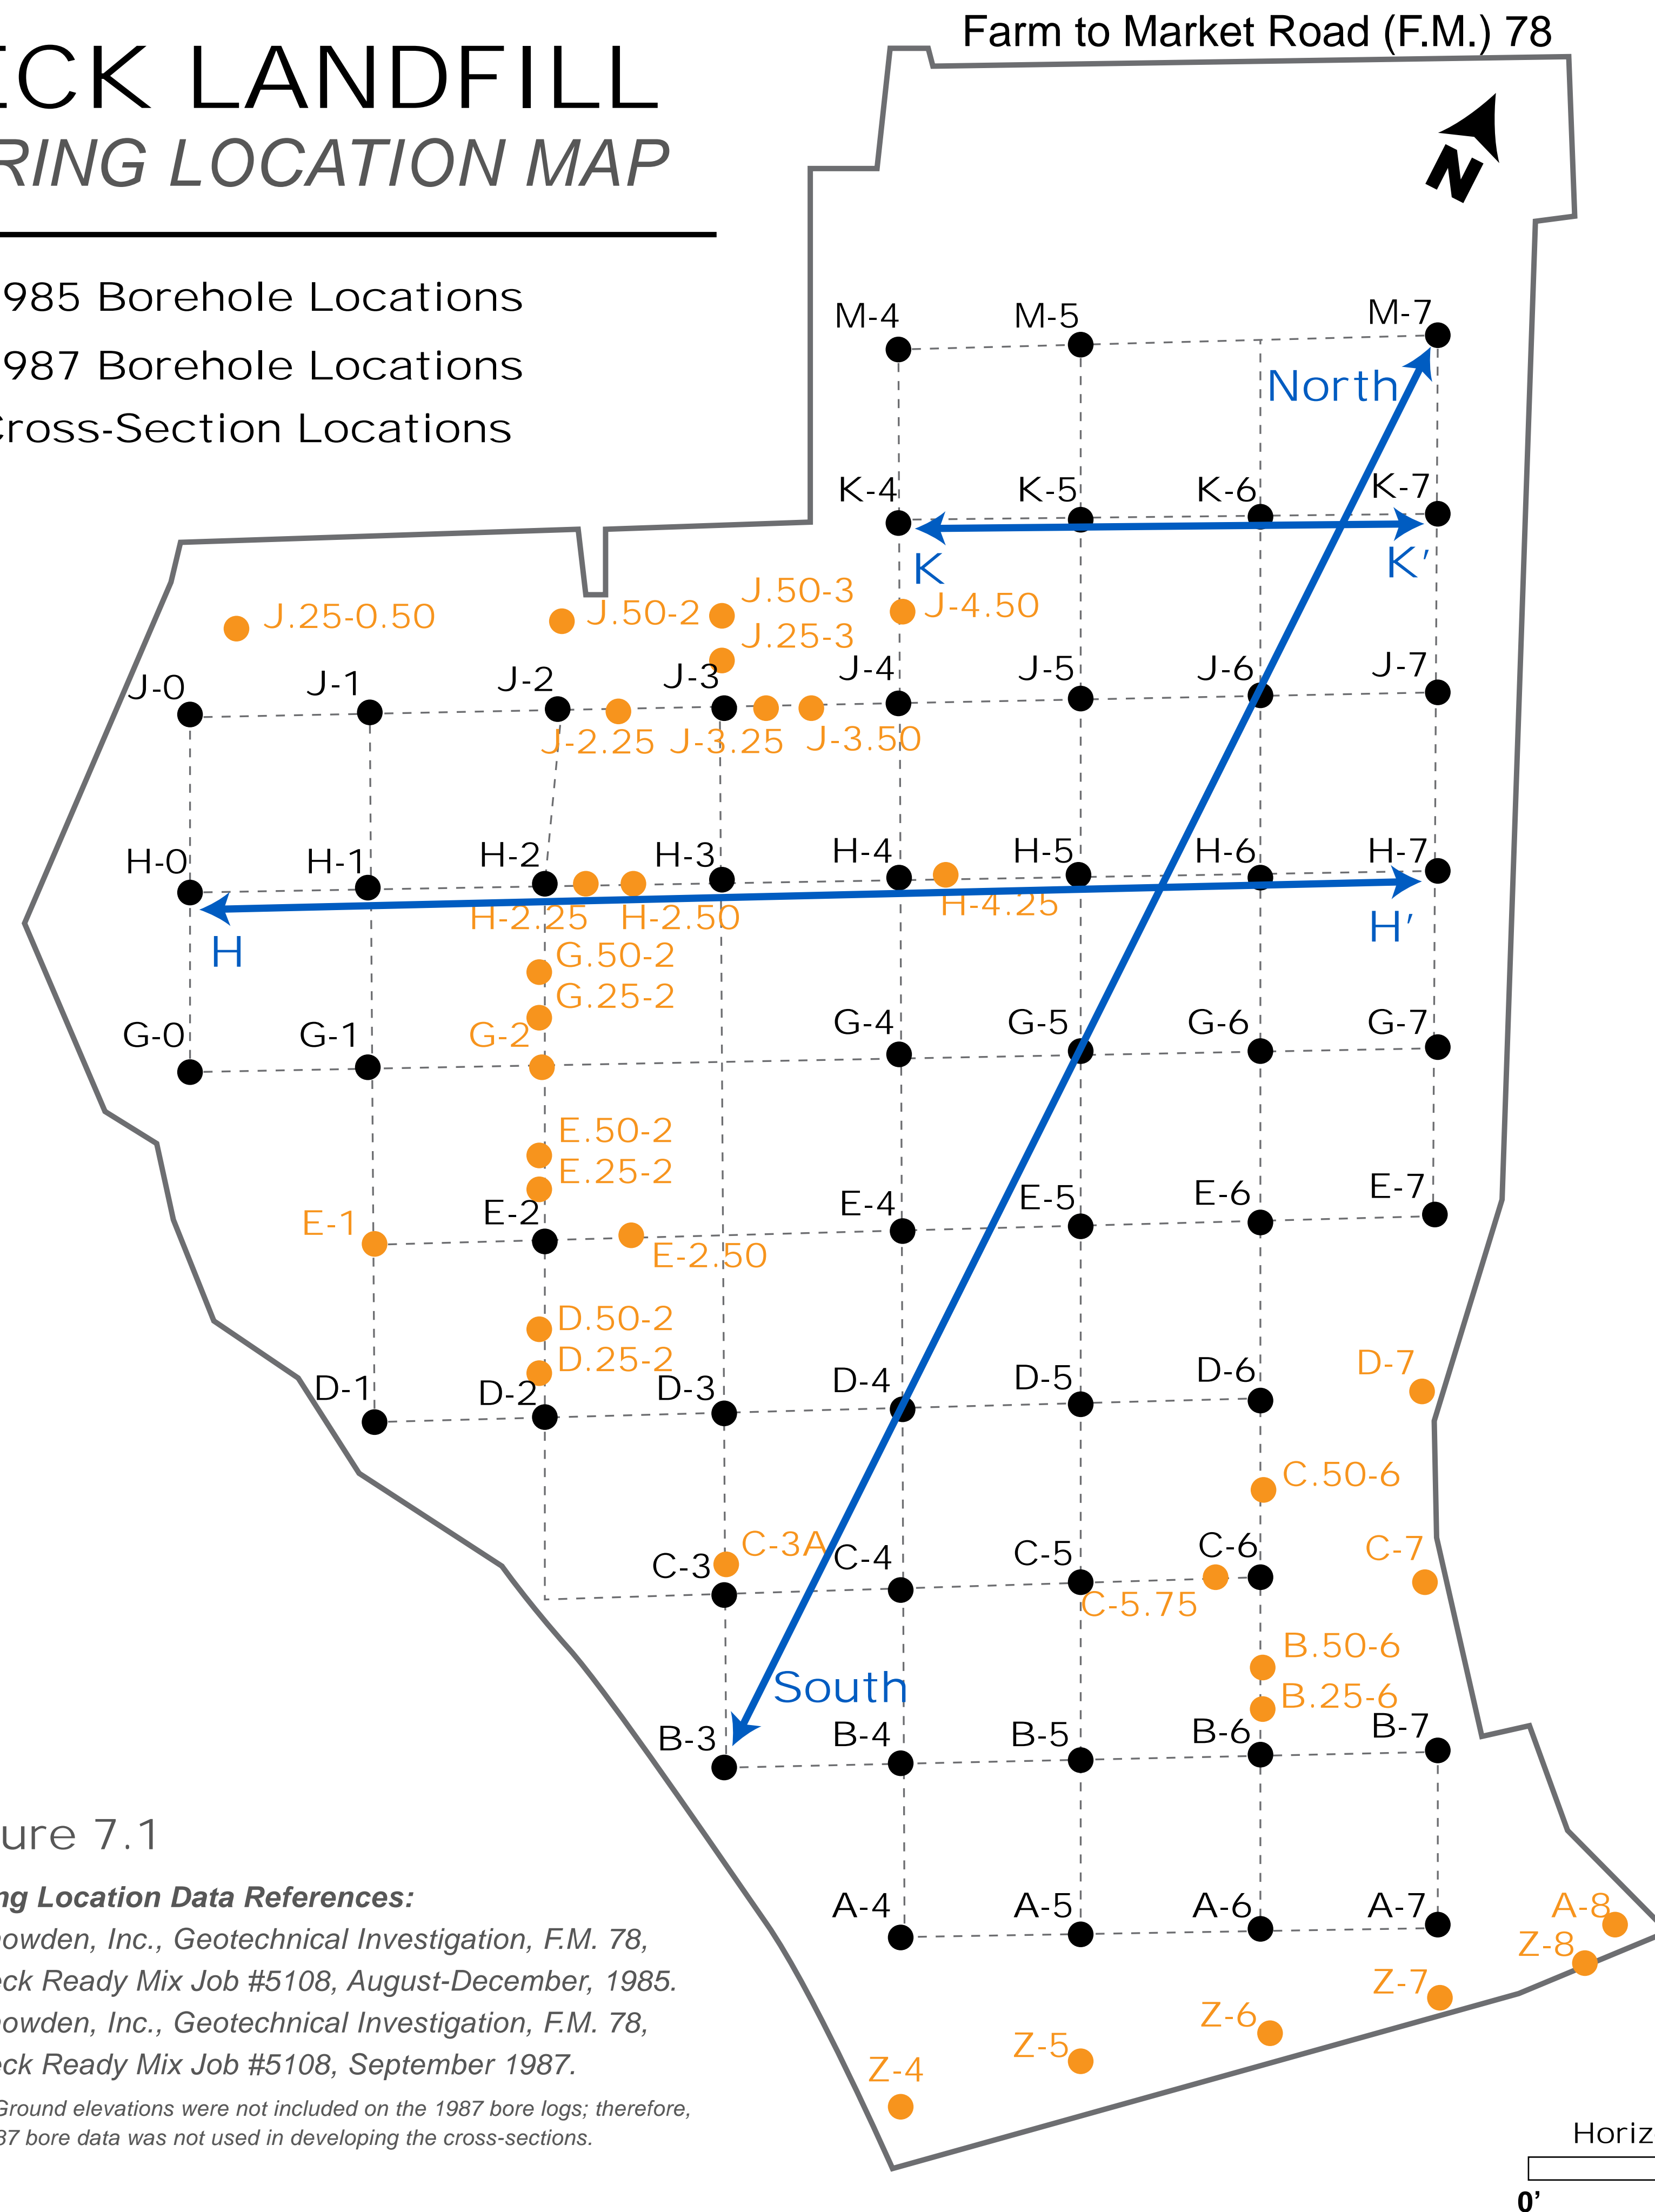 Farm to Market Road (F.M.) 78
ECK LANDFILL
RING LOCATION MAP
N
985 Borehole Locations
987 Borehole Locations
Cross-Section Locations
M-4 M-5 M-7
North
K-4 K-5 K-6 K-7
K K'
J.25-0.50 J.50-2 J.50-3 J-4.50
J.25-3
J-0 J-1 J-2 J-3 J-4 J-5 J-6 J-7
J-2.25 J-3.25 J-3.50
H-0 H-1 H-2 H-3 H-4 H-5 H-6 H-7
H-2.25 H-2.50 H-4.25
H H'
G.50-2
G.25-2
G-0 G-1 G-2 G-4 G-5 G-6 G-7
E.50-2
E.25-2
E-1 E-2 E-4 E-5 E-6 E-7
E-2.50
D.50-2
D.25-2 D-7
D-1 D-2 D-3 D-4 D-5 D-6
C.50-6
C-3A
C-3 C-4 C-5 C-6 C-7
C-5.75
B.50-6
South
B.25-6
B-3 B-4 B-5 B-6 B-7
ure 7.1
ng Location Data References:
A-4 A-5 A-6 A-7 A-8
owden, Inc., Geotechnical Investigation, F.M. 78,
Z-8
eck Ready Mix Job #5108, August-December, 1985.
Z-7
owden, Inc., Geotechnical Investigation, F.M. 78,
Z-6
Z-5
eck Ready Mix Job #5108, September 1987.
Z-4
Ground elevations were not included on the 1987 bore logs; therefore,
87 bore data was not used in developing the cross-sections.
Horiz
0’